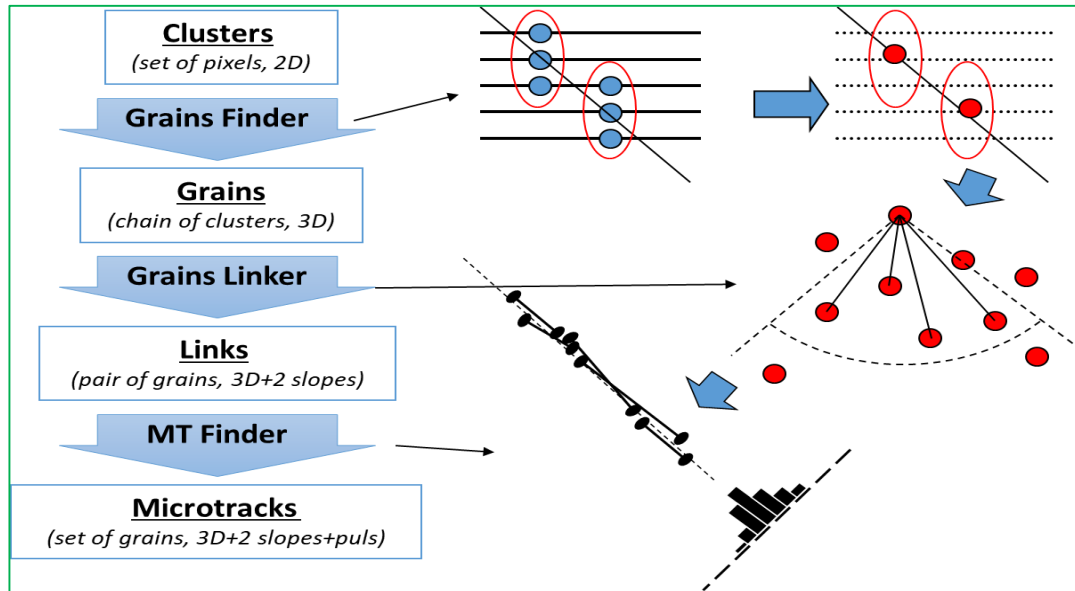 Clusters
(set of pixels, 2D)
Grains Finder
Grains
(chain of clusters, 3D)
Grains Linker
Links
(pair of grains, 3D+2 slopes)
MT Finder
Microtracks
(set of grains, 3D+2 slopes+puls)